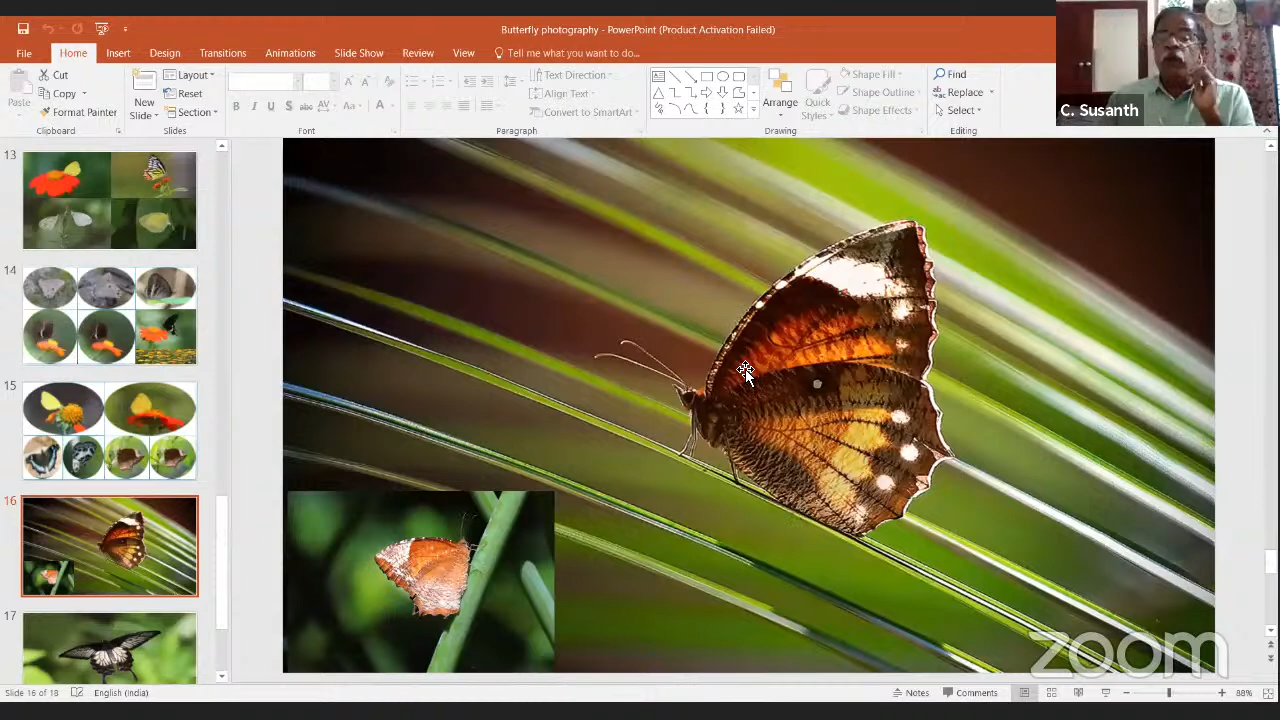 Butterfly photography - PowerPoint (Product Activation Failed)
File Home Insert Design Transitions Animations Slide Show Review View Tell me what you want to do...
Paste
Cut
Copy
Format Painter
Clipboard
New Slide
Layout
Reset
Section
Slides
B I U S abc AV Aa A
Font
Text Direction
Align Text
Convert to SmartArt
Paragraph
Arrange
Quick Styles
Shape Fill
Shape Outline
Shape Effects
Drawing
Find
Replace
Select
Editing
C. Susanth
13
14
15
16
17
zoom
Slide 16 of 18 English (India) Notes Comments 88%